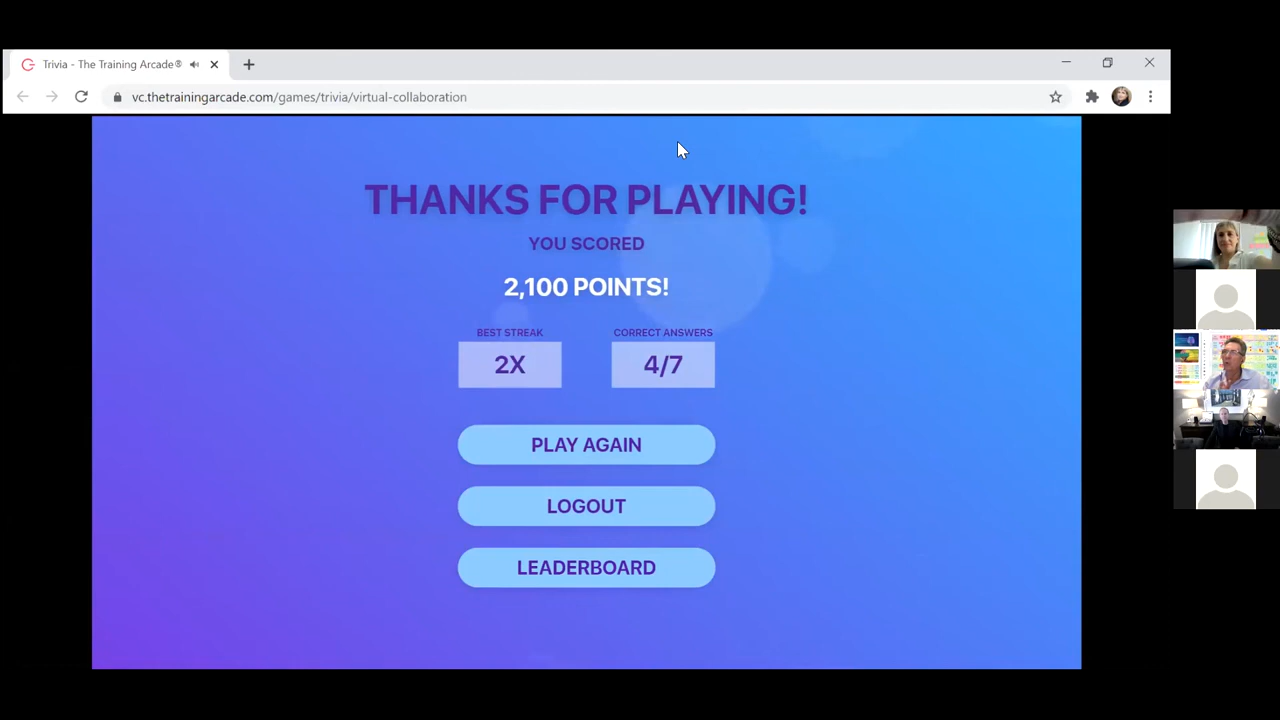 Trivia - The Training Arcade®
vc.thetrainingarcade.com/games/trivia/virtual-collaboration
THANKS FOR PLAYING!
YOU SCORED
2,100 POINTS!
BEST STREAK
CORRECT ANSWERS
2X
4/7
PLAY AGAIN
LOGOUT
LEADERBOARD